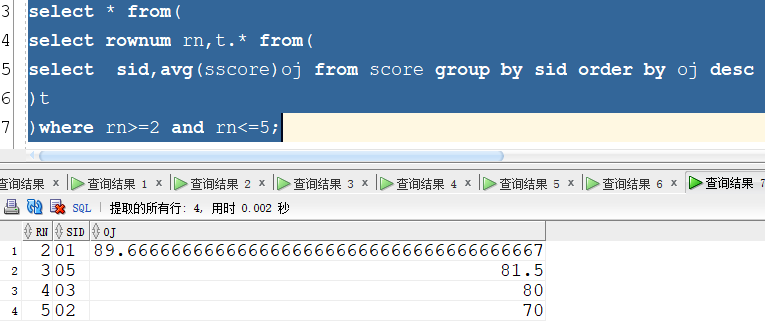 3 select * from(
4 select rownum rn,t.* from(
5 select  sid,avg(sscore)oj from score group by sid order by oj desc
6 )t
7 )where rn>=2 and rn<=5;
查询结果 × 查询结果 1 × 查询结果 2 × 查询结果 3 × 查询结果 4 × 查询结果 5 × 查询结果 6 × 查询结果 7
SQL | 提取的所有行: 4, 用时 0.002 秒
RN SID OJ
1 2 01 89.6666666666666666666666666666666666667
2 3 05 81.5
3 4 03 80
4 5 02 70